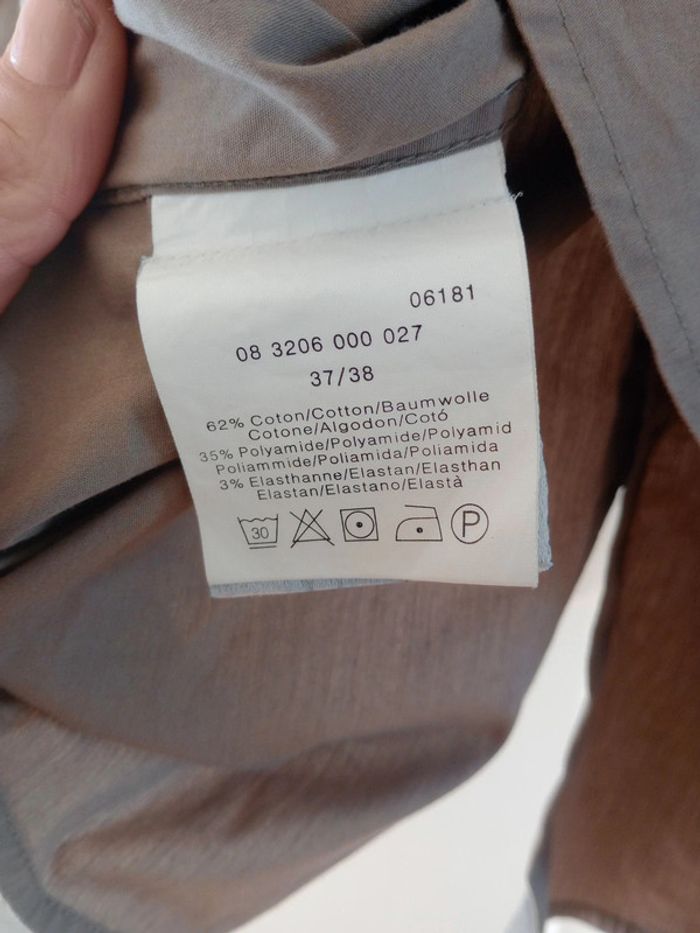 06181
08 3206 000 027
37/38
62% Coton/Cotton/Baumwolle
Cotone/Algodon/Cotó
35% Polyamide/Polyamide/Polyamid
Poliammide/Poliamida/Poliamida
3% Elasthanne/Elastan/Elasthan
Elastan/Elastano/Elastà
30 P